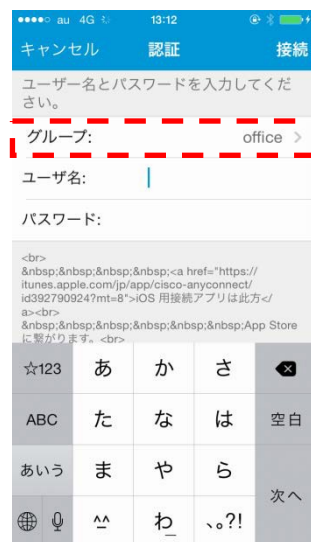 au 4G 13:12
キャンセル 認証 接続
ユーザー名とパスワードを入力してくだ
さい。
グループ: office >
ユーザ名:
パスワード:
<br>
&nbsp;&nbsp;&nbsp;&nbsp;<a href="https://
itunes.apple.com/jp/app/cisco-anyconnect/
id392790924?mt=8">iOS 用接続アプリは此方</
a><br>
&nbsp;&nbsp;&nbsp;&nbsp;&nbsp;App Store
に繋がります。<br>
☆123 あ か さ
ABC た な は 空白
あいう ま や ら
次へ
^^ わ 、。?!